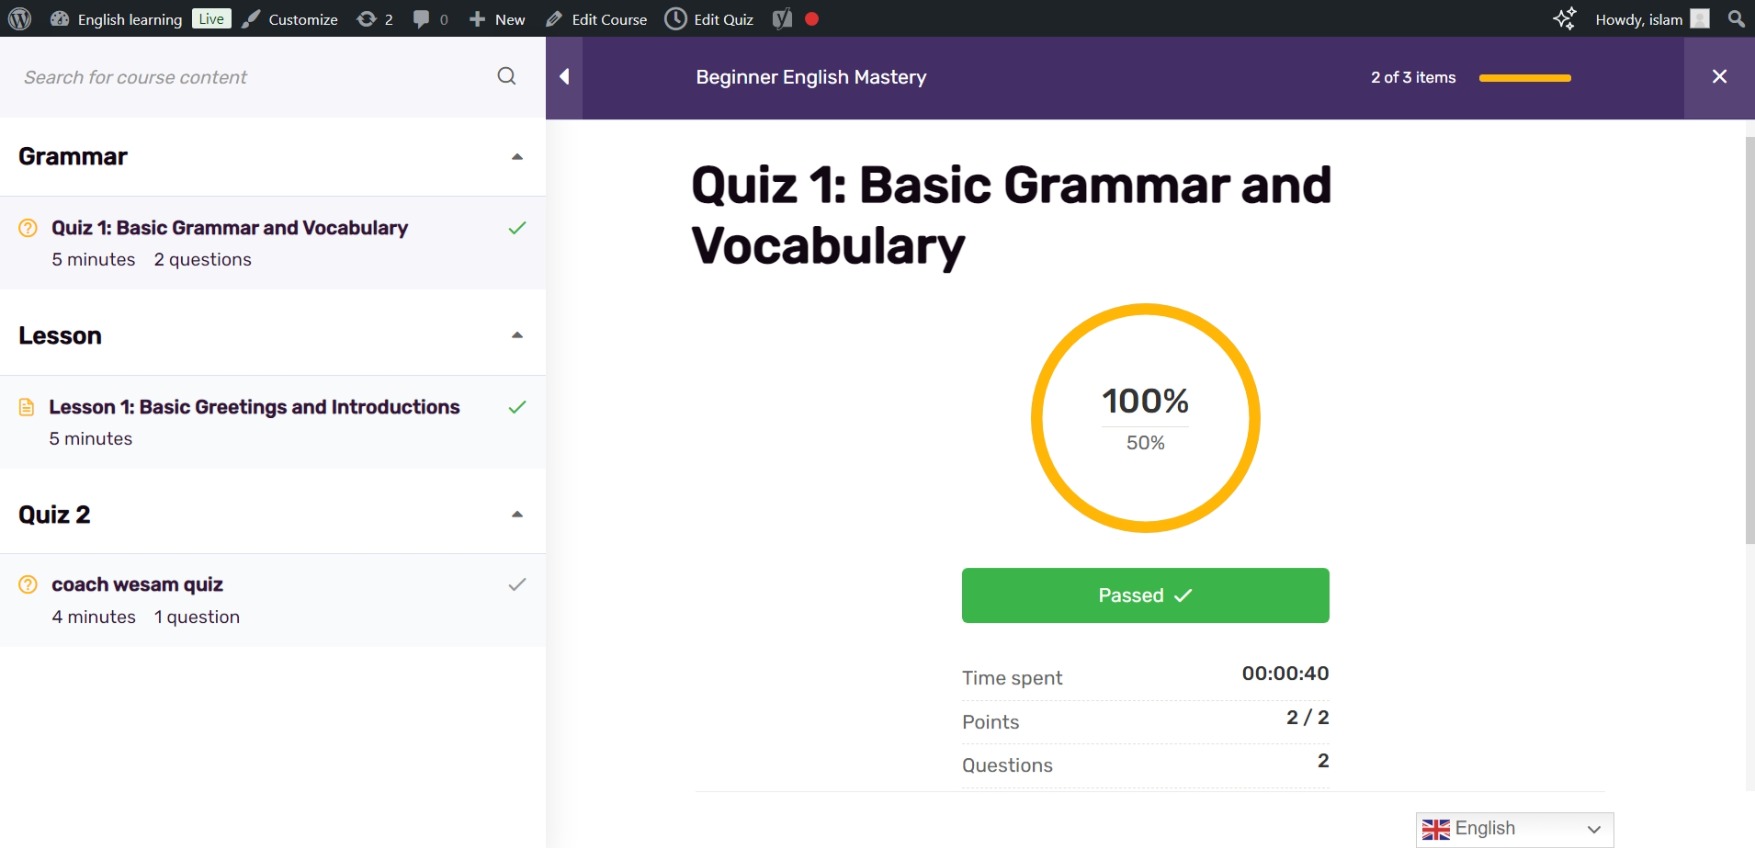 English learning Live Customize 2 0 New Edit Course Edit Quiz Howdy, islam
Search for course content
Beginner English Mastery
2 of 3 items
Grammar
Quiz 1: Basic Grammar and Vocabulary
5 minutes 2 questions
Lesson
Lesson 1: Basic Greetings and Introductions
5 minutes
Quiz 2
coach wesam quiz
4 minutes 1 question
Quiz 1: Basic Grammar and
Vocabulary
100%
50%
Passed
Time spent 00:00:40
Points 2 / 2
Questions 2
English